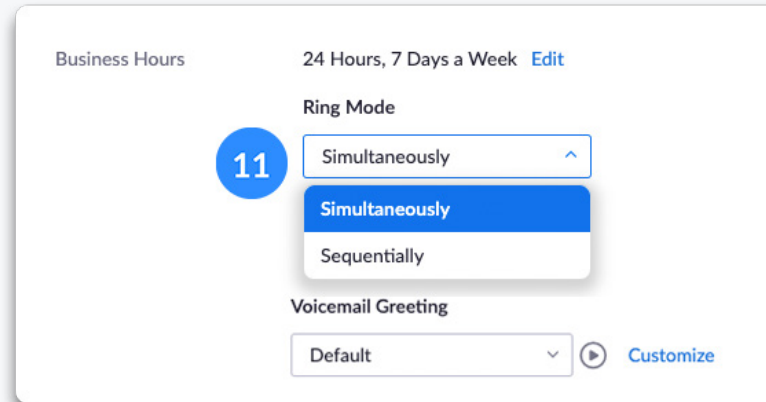 Business Hours 24 Hours, 7 Days a Week Edit
Ring Mode
11 Simultaneously
Simultaneously
Sequentially
Voicemail Greeting
Default Customize